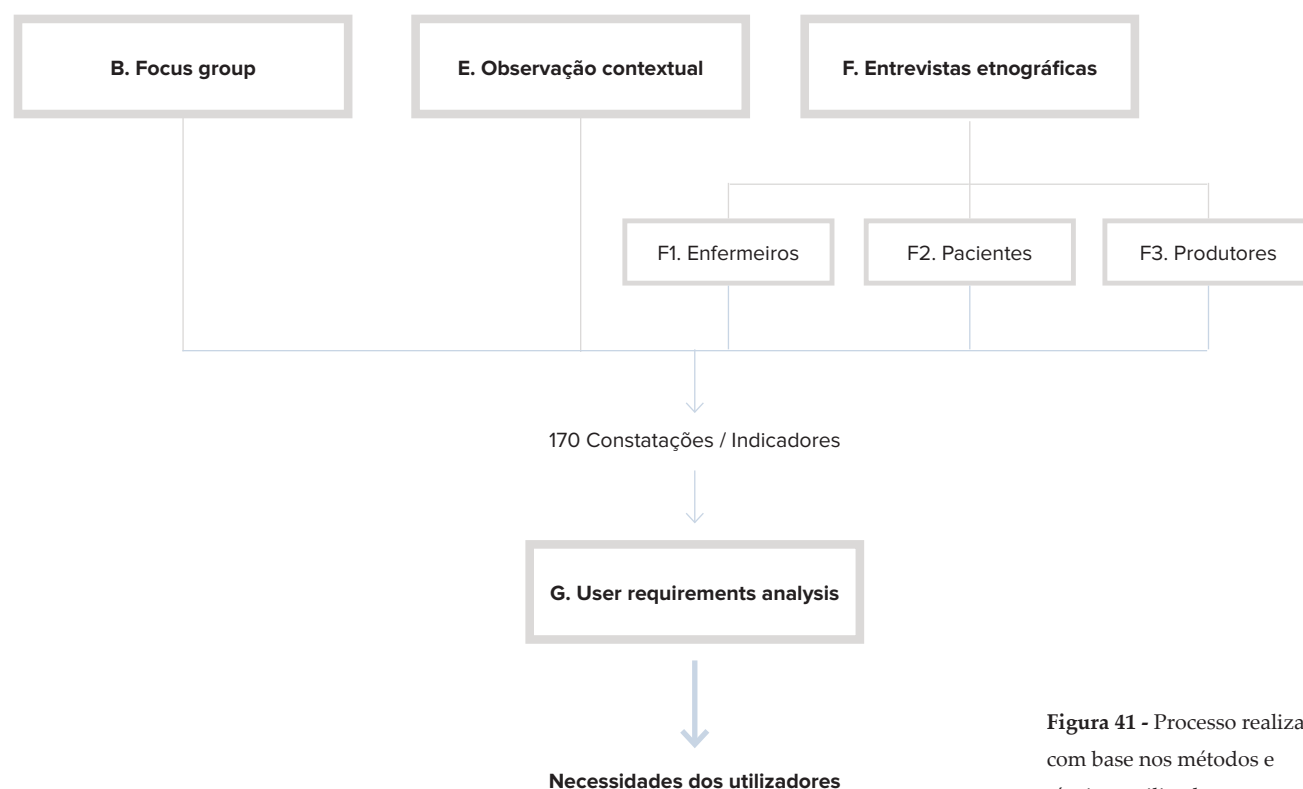 B. Focus group
E. Observação contextual
F. Entrevistas etnográficas
F1. Enfermeiros
F2. Pacientes
F3. Produtores
170 Constatações / Indicadores
G. User requirements analysis
Necessidades dos utilizadores
Figura 41 - Processo realiza
com base nos métodos e